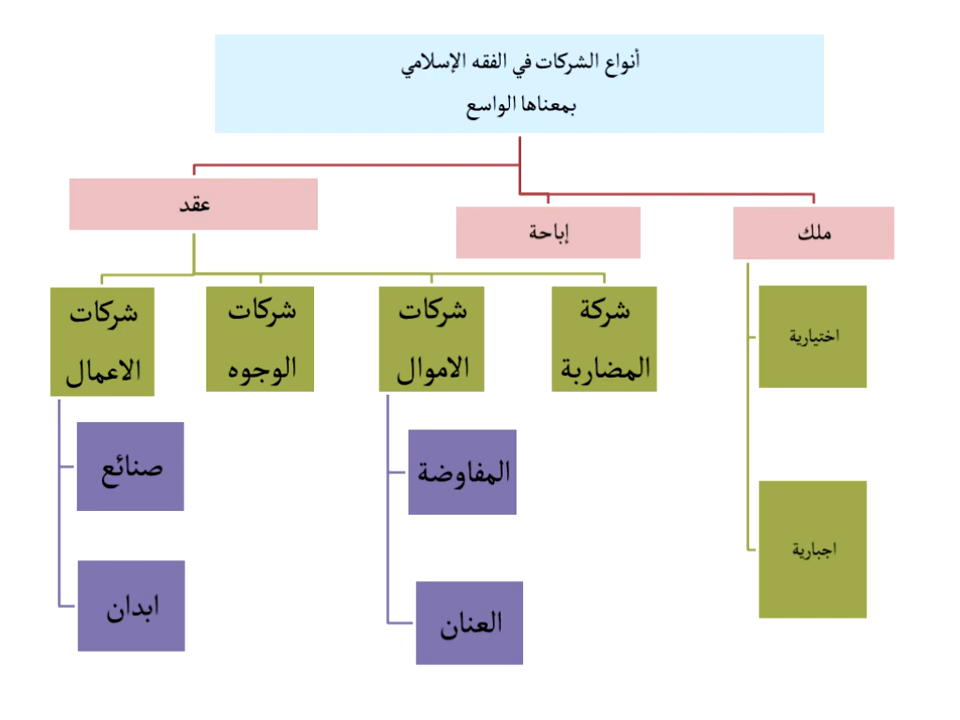 أنواع الشركات في الفقه الإسلامي
بمعناها الواسع
ملك
إباحة
عقد
اختيارية
اجبارية
شركة
المضاربة
شركات
الاموال
شركات
الوجوه
شركات
الاعمال
المفاوضة
العنان
صنائع
ابدان